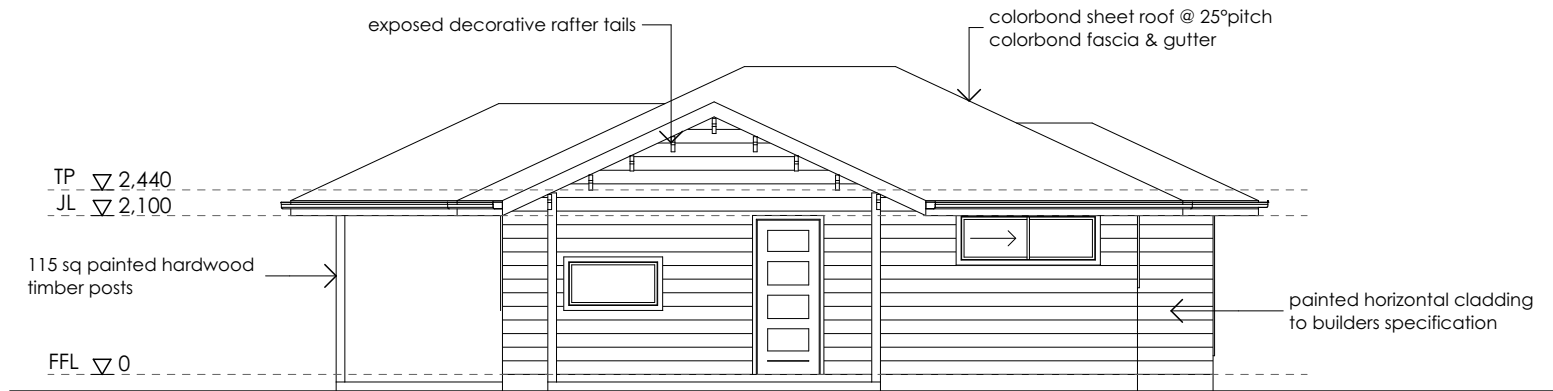 exposed decorative rafter tails
colorbond sheet roof @ 25°pitch
colorbond fascia & gutter
TP 2,440
JL 2,100
115 sq painted hardwood
timber posts
painted horizontal cladding
to builders specification
FFL 0